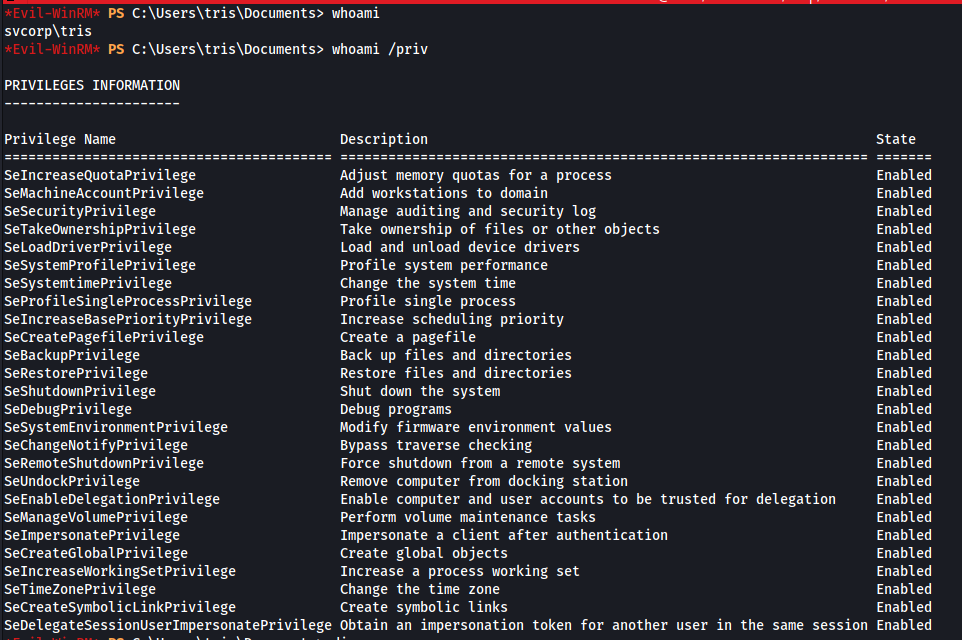 *Evil-WinRM* PS C:\Users\tris\Documents> whoami
svcorp\tris
*Evil-WinRM* PS C:\Users\tris\Documents> whoami /priv
PRIVILEGES INFORMATION
----------------------
Privilege Name Description State
========================================= ================================================================== =======
SeIncreaseQuotaPrivilege Adjust memory quotas for a process Enabled
SeMachineAccountPrivilege Add workstations to domain Enabled
SeSecurityPrivilege Manage auditing and security log Enabled
SeTakeOwnershipPrivilege Take ownership of files or other objects Enabled
SeLoadDriverPrivilege Load and unload device drivers Enabled
SeSystemProfilePrivilege Profile system performance Enabled
SeSystemtimePrivilege Change the system time Enabled
SeProfileSingleProcessPrivilege Profile single process Enabled
SeIncreaseBasePriorityPrivilege Increase scheduling priority Enabled
SeCreatePagefilePrivilege Create a pagefile Enabled
SeBackupPrivilege Back up files and directories Enabled
SeRestorePrivilege Restore files and directories Enabled
SeShutdownPrivilege Shut down the system Enabled
SeDebugPrivilege Debug programs Enabled
SeSystemEnvironmentPrivilege Modify firmware environment values Enabled
SeChangeNotifyPrivilege Bypass traverse checking Enabled
SeRemoteShutdownPrivilege Force shutdown from a remote system Enabled
SeUndockPrivilege Remove computer from docking station Enabled
SeEnableDelegationPrivilege Enable computer and user accounts to be trusted for delegation Enabled
SeManageVolumePrivilege Perform volume maintenance tasks Enabled
SeImpersonatePrivilege Impersonate a client after authentication Enabled
SeCreateGlobalPrivilege Create global objects Enabled
SeIncreaseWorkingSetPrivilege Increase a process working set Enabled
SeTimeZonePrivilege Change the time zone Enabled
SeCreateSymbolicLinkPrivilege Create symbolic links Enabled
SeDelegateSessionUserImpersonatePrivilege Obtain an impersonation token for another user in the same session Enabled